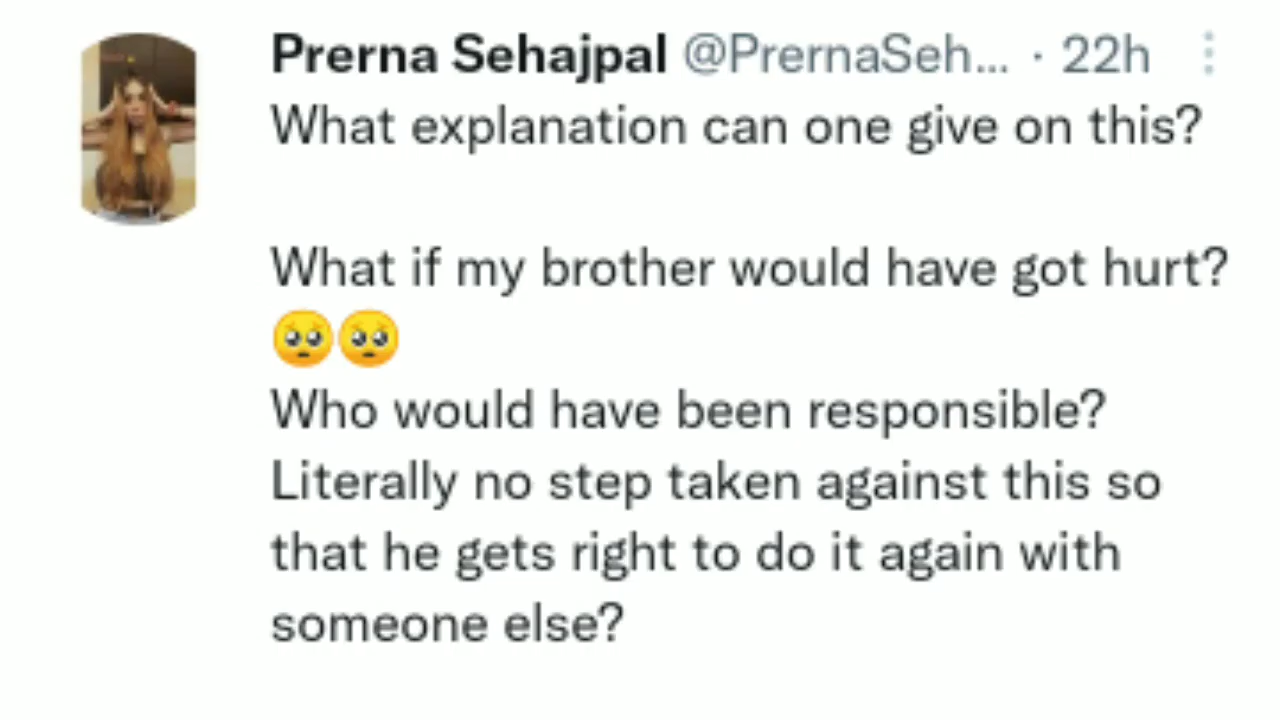 Prerna Sehajpal @PrernaSeh... · 22h
What explanation can one give on this?
What if my brother would have got hurt?
🥺🥺
Who would have been responsible?
Literally no step taken against this so
that he gets right to do it again with
someone else?